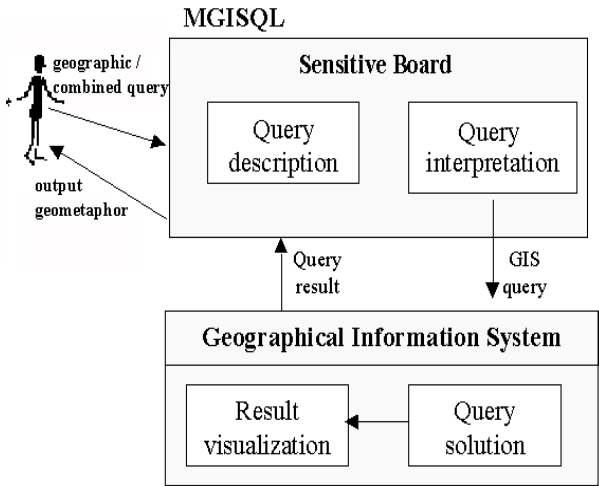 MGISQL
geographic /
combined query
Sensitive Board
Query
description
Query
interpretation
output
geometaphor
Query
result
GIS
query
Geographical Information System
Result
visualization
Query
solution